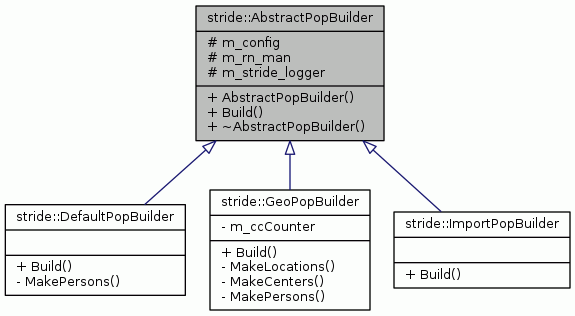 stride::AbstractPopBuilder
# m_config
# m_rn_man
# m_stride_logger
+ AbstractPopBuilder()
+ Build()
+ ~AbstractPopBuilder()
stride::DefaultPopBuilder
+ Build()
- MakePersons()
stride::GeoPopBuilder
- m_ccCounter
+ Build()
- MakeLocations()
- MakeCenters()
- MakePersons()
stride::ImportPopBuilder
+ Build()